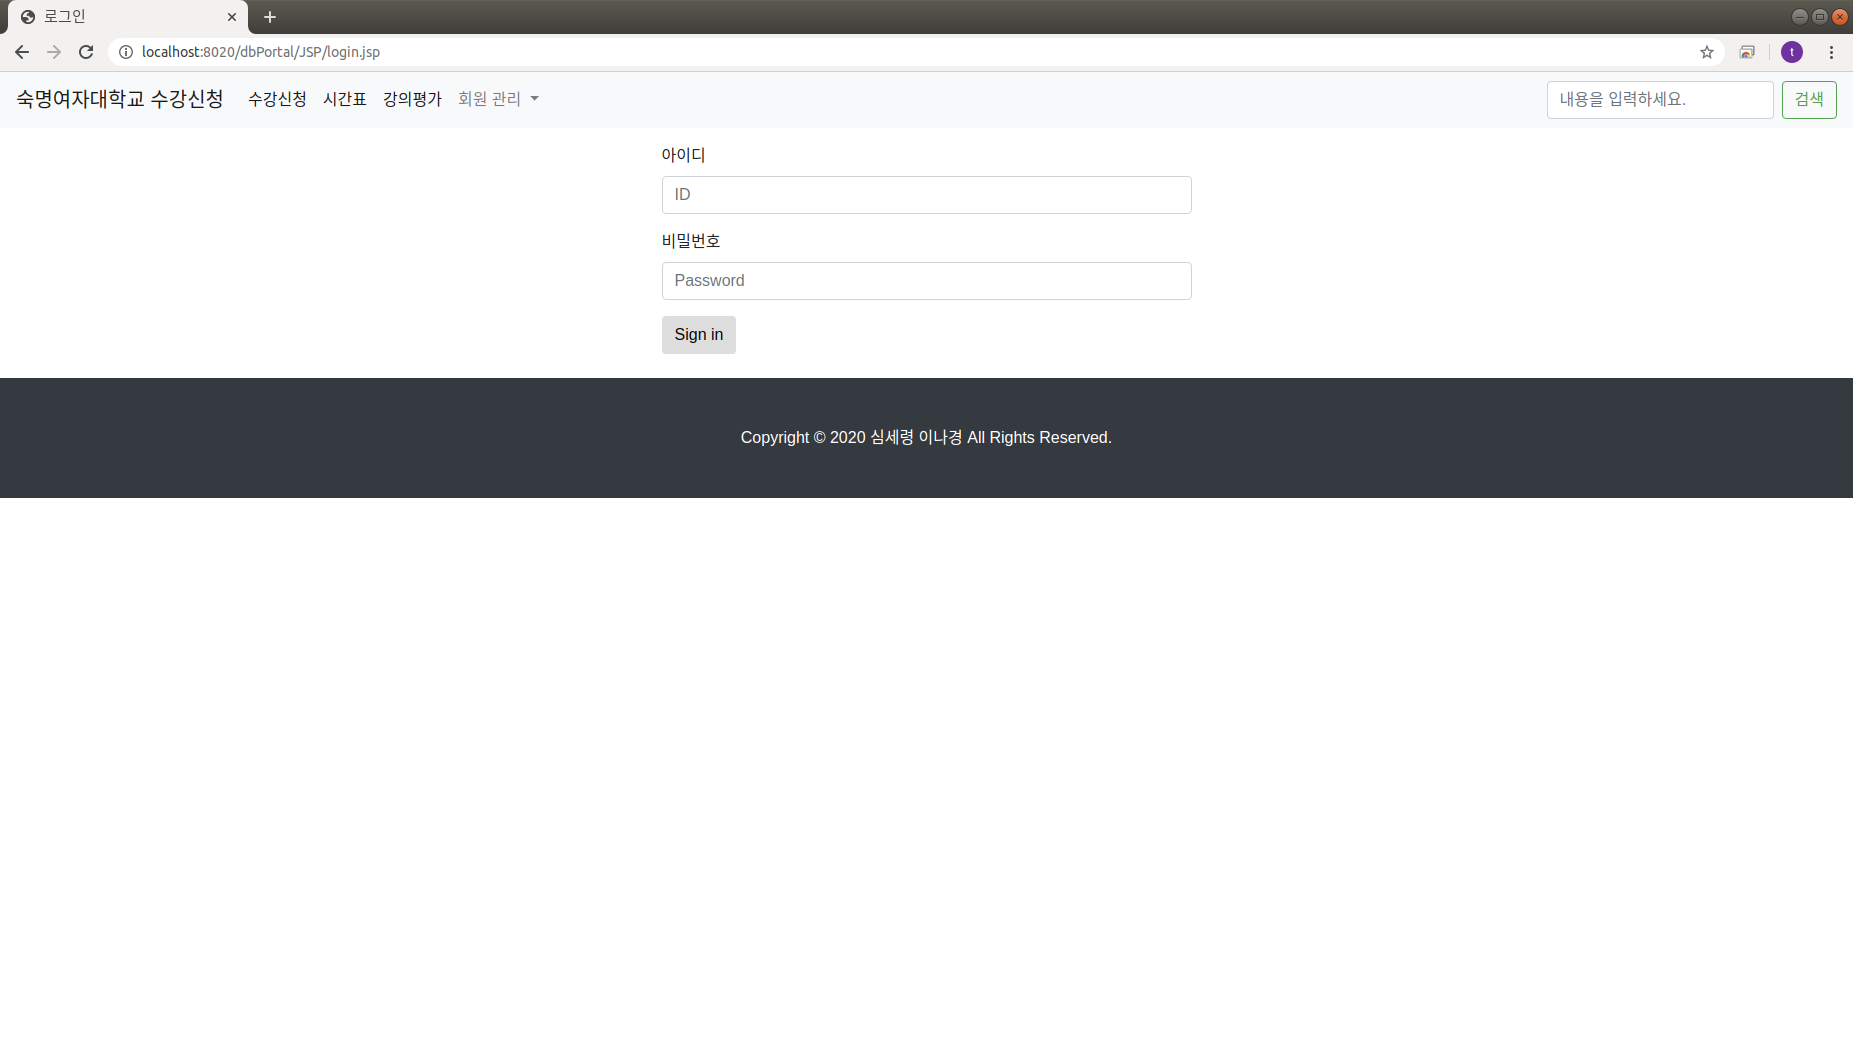 로그인
localhost:8020/dbPortal/JSP/login.jsp
t
숙명여자대학교 수강신청 수강신청 시간표 강의평가 회원 관리 내용을 입력하세요. 검색
아이디
ID
비밀번호
Password
Sign in
Copyright © 2020 심세령 이나경 All Rights Reserved.